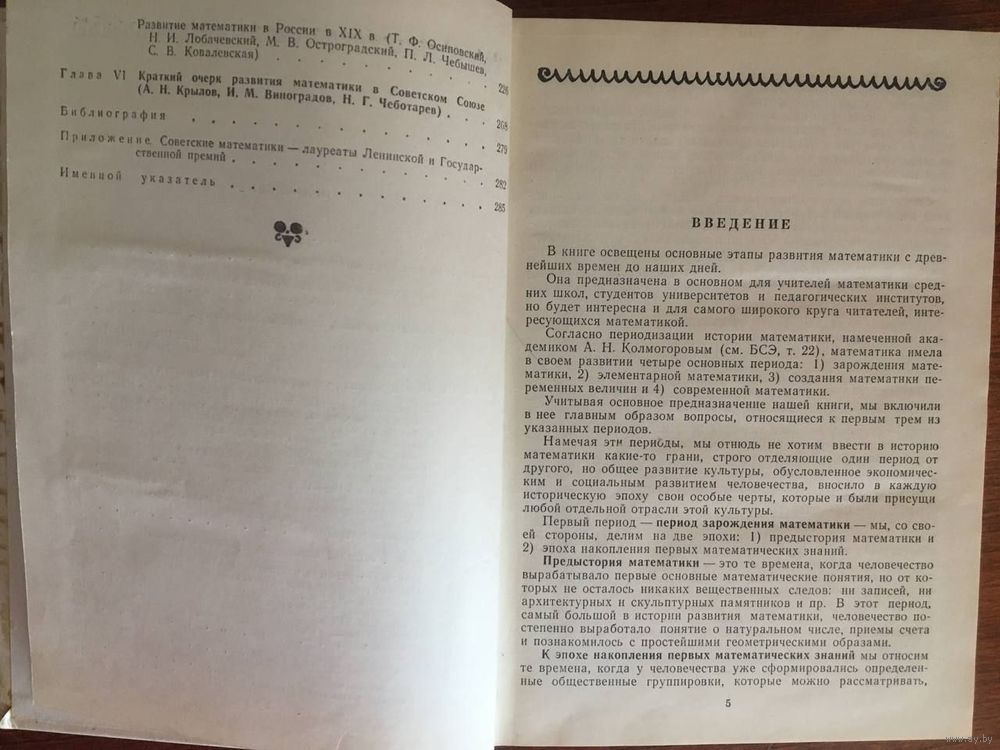 Развитие математики в России в XIX в (Т. Ф. Осиповский,
Н. И. Лобачевский, М. В. Остроградский, П. Л. Чебышев,
С. В. Ковалевская) . . . . . . . . 226
Глава VI Краткий очерк развития математики в Советском Союзе
(А. Н. Крылов, И. М. Виноградов, Н. Г. Чеботарев) . . . 268
Библиография . . . . . . . . . . . . 279
Приложение. Советские математики — лауреаты Ленинской и Государ-
ственной премий . . . . . . . . . . . 282
Именной указатель . . . . . . . . . . . 285
ВВЕДЕНИЕ
В книге освещены основные этапы развития математики с древ-
нейших времен до наших дней.
Она предназначена в основном для учителей математики сред-
них школ, студентов университетов и педагогических институтов,
но будет интересна и для самого широкого круга читателей, инте-
ресующихся математикой.
Согласно периодизации истории математики, намеченной ака-
демиком А. Н. Колмогоровым (см. БСЭ, т. 22), математика имела
в своем развитии четыре основных периода: 1) зарождения мате-
матики, 2) элементарной математики, 3) создания математики пе-
ременных величин и 4) современной математики.
Учитывая основное предназначение нашей книги, мы включили
в нее главным образом вопросы, относящиеся к первым трем из
указанных периодов.
Намечая эти периоды, мы отнюдь не хотим ввести в историю
математики какие-то грани, строго отделяющие один период от
другого, но общее развитие культуры, обусловленное экономичес-
ким и социальным развитием человечества, вносило в каждую
историческую эпоху свои особые черты, которые и были присущи
любой отдельной отрасли этой культуры.
Первый период — период зарождения математики — мы, со сво-
ей стороны, делим на две эпохи: 1) предыстория математики и
2) эпоха накопления первых математических знаний.
Предыстория математики — это те времена, когда человечество
вырабатывало первые основные математические понятия, но от ко-
торых не осталось никаких вещественных следов: ни записей, ни
архитектурных и скульптурных памятников и пр. В этот период,
самый большой в истории развития математики, человечество по-
степенно выработало понятие о натуральном числе, приемы счета
и познакомилось с простейшими геометрическими образами.
К эпохе накопления первых математических знаний мы относим
те времена, когда у человечества уже сформировались определен-
ные общественные группировки, которые можно рассматривать,
5
www.ay.by